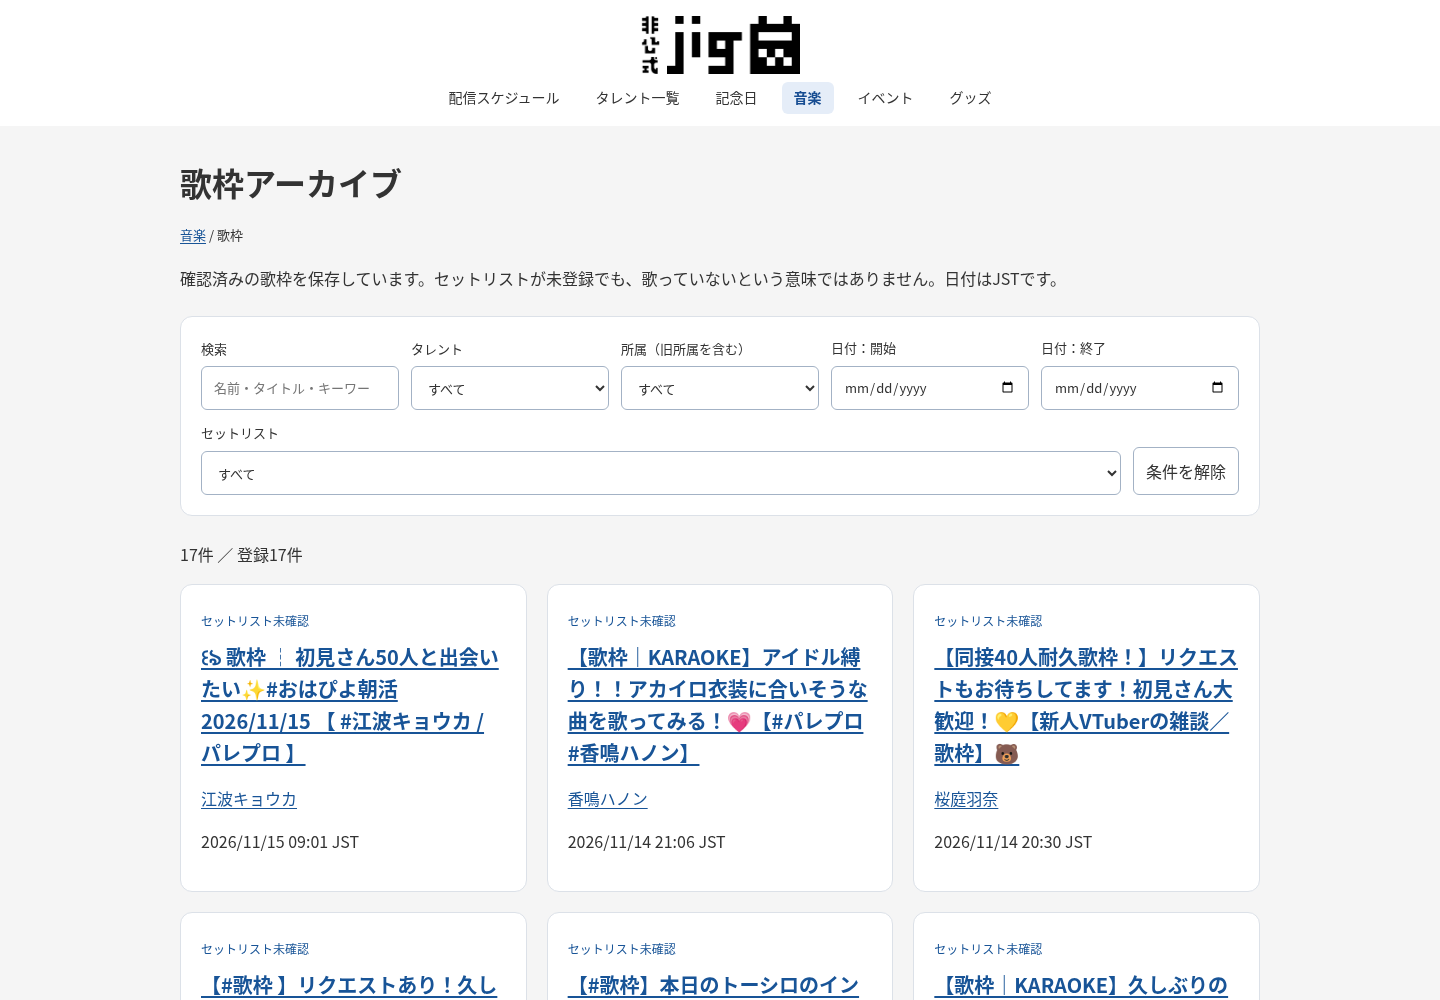 非公式 jig曲
配信スケジュール タレント一覧 記念日 音楽 イベント グッズ
歌枠アーカイブ
音楽 / 歌枠
確認済みの歌枠を保存しています。セットリストが未登録でも、歌っていないという意味ではありません。日付はJSTです。
検索 タレント 所属（旧所属を含む） 日付：開始 日付：終了
名前・タイトル・キーワー すべて すべて mm/dd/yyyy mm/dd/yyyy
セットリスト
すべて 条件を解除
17件 ／ 登録17件
セットリスト未確認
꒰ঌ 歌枠 ┊ 初見さん50人と出会い
たい✨#おはぴよ朝活
2026/11/15 【 #江波キョウカ /
パレプロ 】
江波キョウカ
2026/11/15 09:01 JST
セットリスト未確認
【歌枠｜KARAOKE】アイドル縛
り！！アカイロ衣装に合いそうな
曲を歌ってみる！💗【#パレプロ
#香鳴ハノン】
香鳴ハノン
2026/11/14 21:06 JST
セットリスト未確認
【同接40人耐久歌枠！】リクエス
トもお待ちしてます！初見さん大
歓迎！💛【新人VTuberの雑談／
歌枠】🐻
桜庭羽奈
2026/11/14 20:30 JST
セットリスト未確認
【#歌枠 】リクエストあり！久し
セットリスト未確認
【#歌枠】本日のトーシロのイン
セットリスト未確認
【歌枠｜KARAOKE】久しぶりの